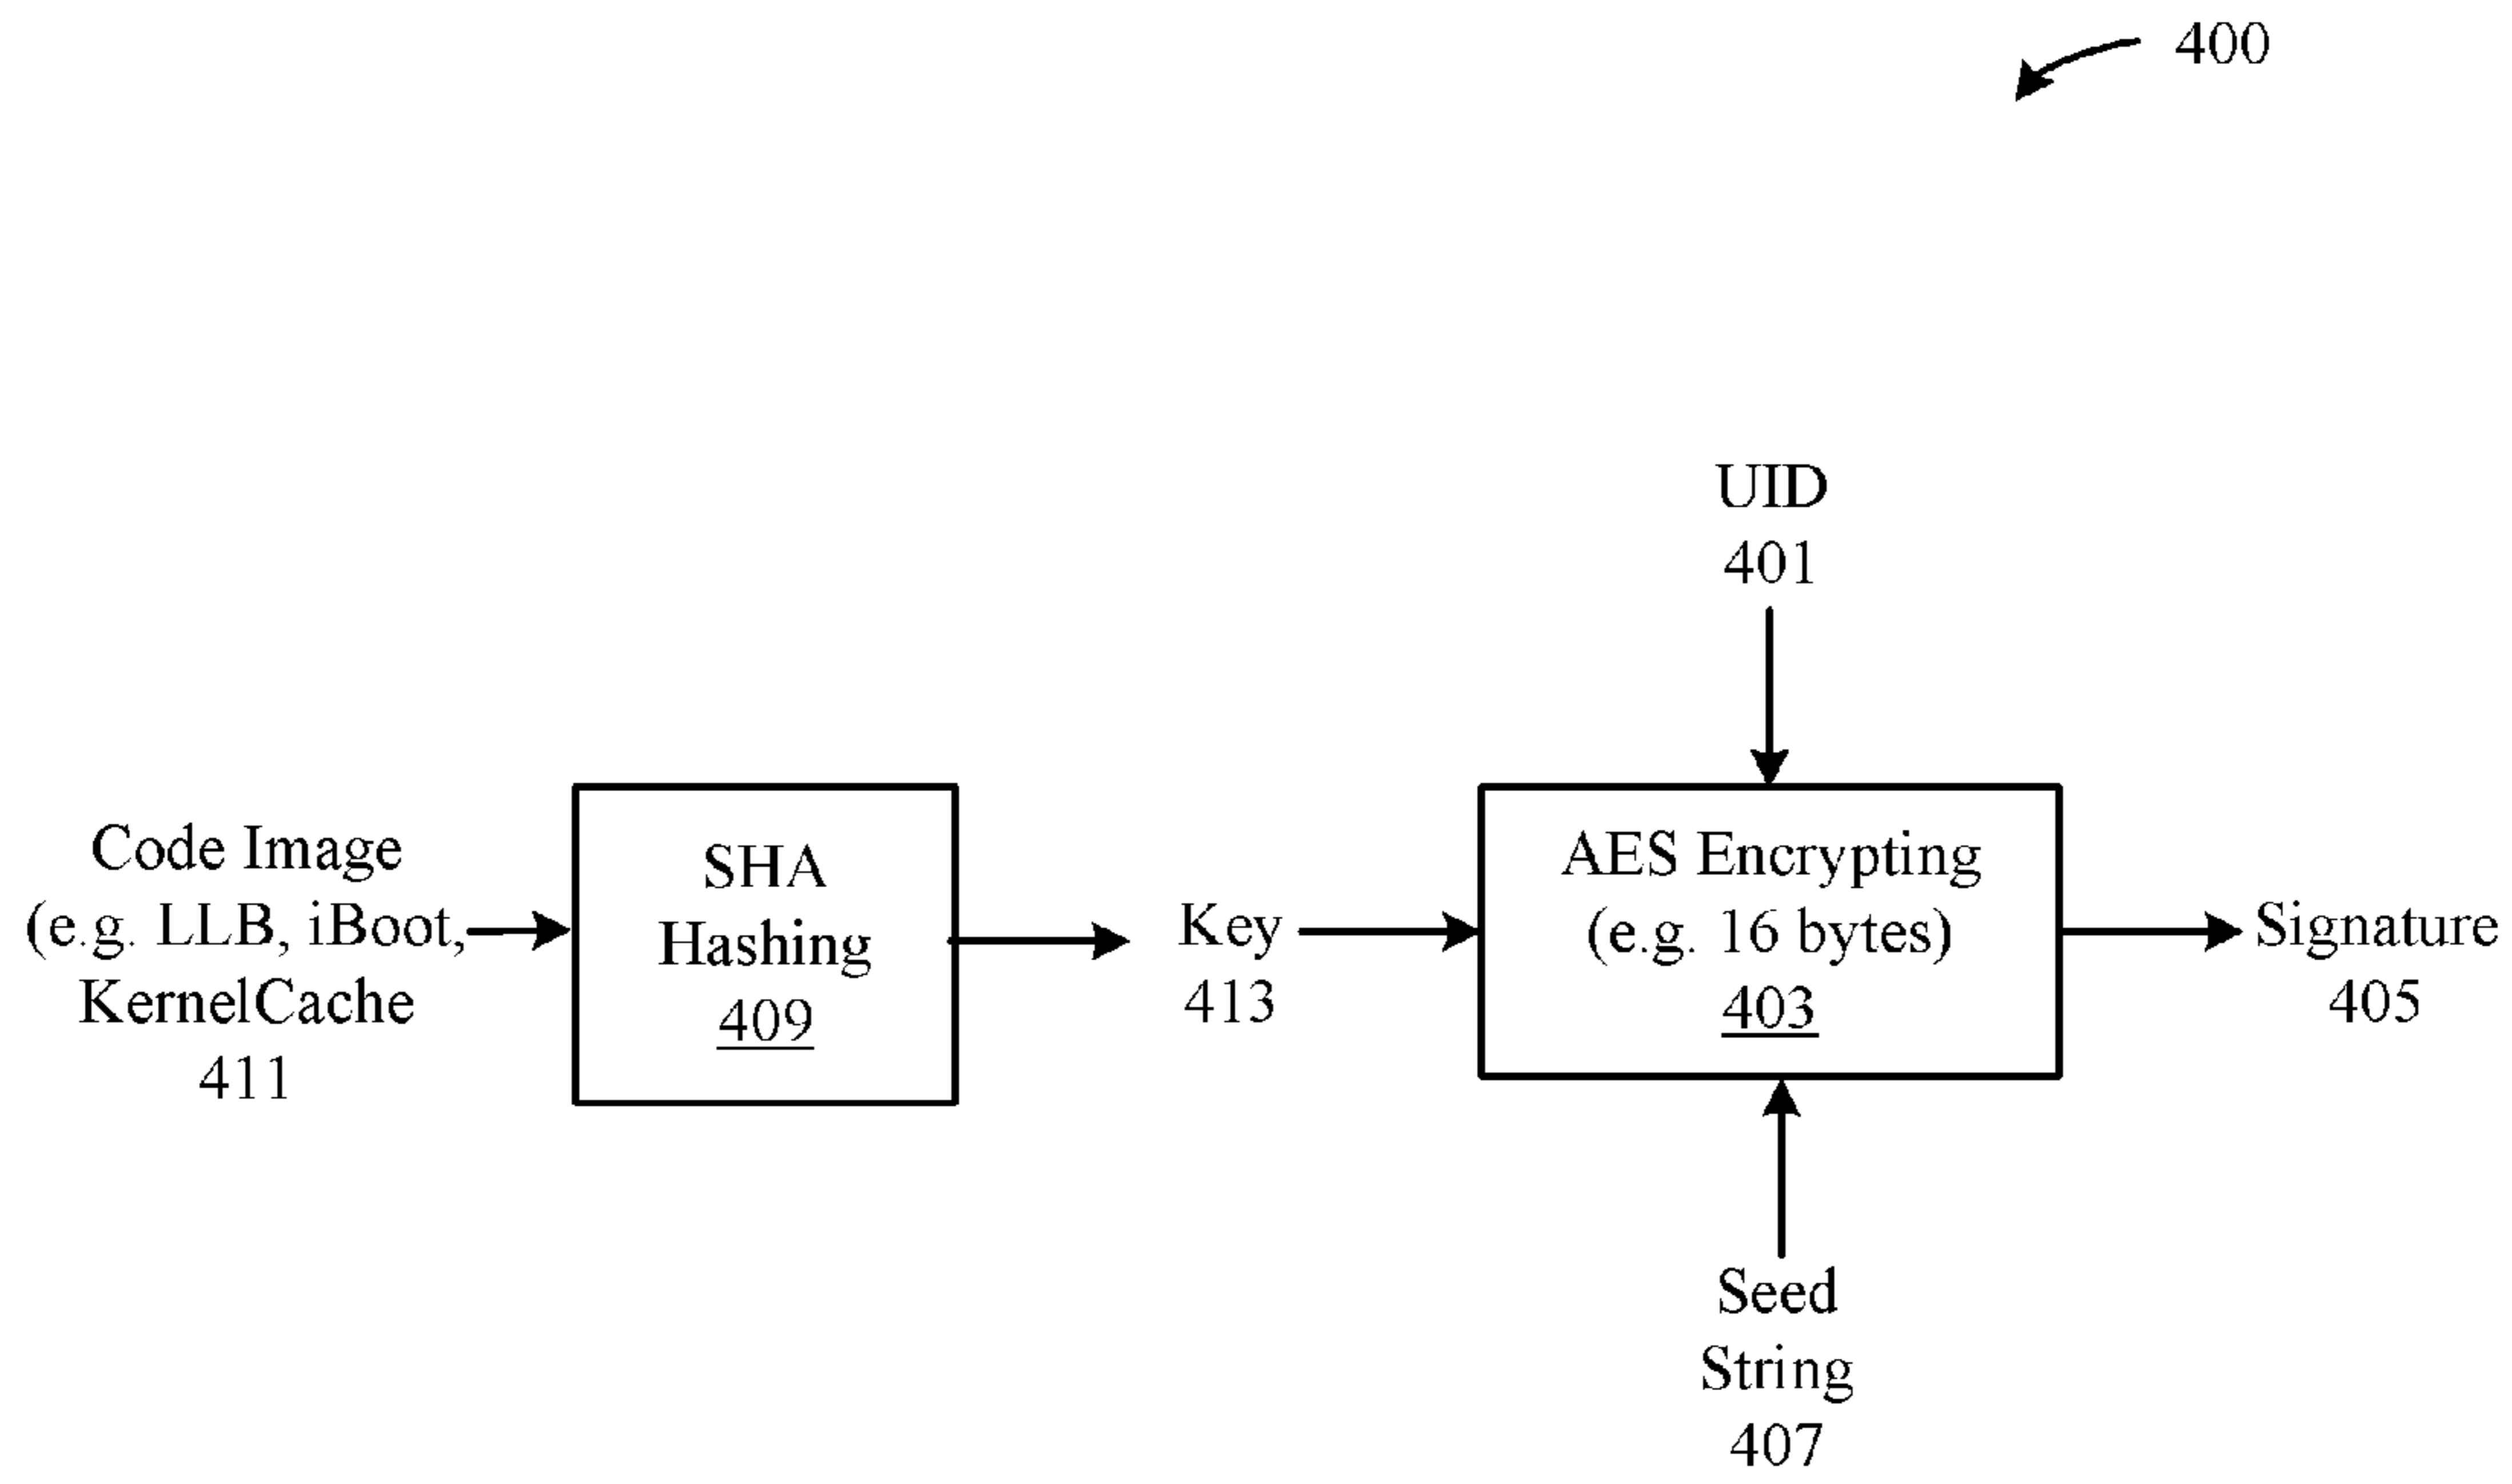 400
UID
401
Code Image
(e.g. LLB, iBoot,
KernelCache
411
SHA
Hashing
409
Key
413
AES Encrypting
(e.g. 16 bytes)
403
Signature
405
Seed
String
407